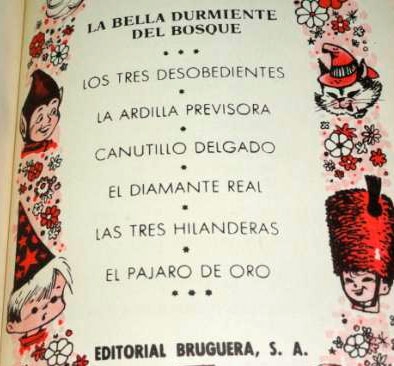 LA BELLA DURMIENTE
DEL BOSQUE
* * *
LOS TRES DESOBEDIENTES
*
LA ARDILLA PREVISORA
*
CANUTILLO DELGADO
*
EL DIAMANTE REAL
*
LAS TRES HILANDERAS
*
EL PAJARO DE ORO
* * *
EDITORIAL BRUGUERA, S. A.